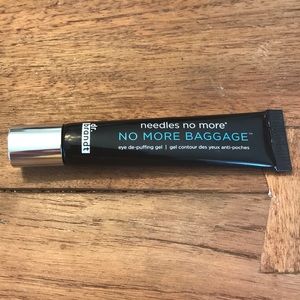 dr.
brandt
needles no more®
NO MORE BAGGAGE™
eye de-puffing gel | gel contour des yeux anti-poches